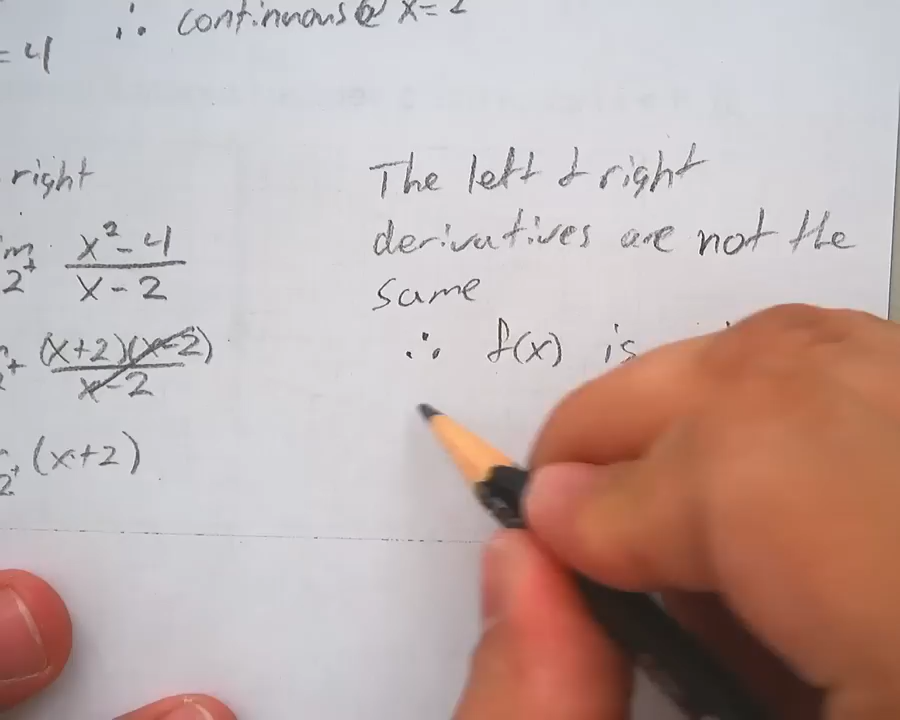 ∴ continuous @ x=2
= 4
right
The left & right
derivatives are not the
same
x²-4
x-2
2⁺
(x+2)(x-2)
x-2
∴ f(x) is
2⁺ (x+2)